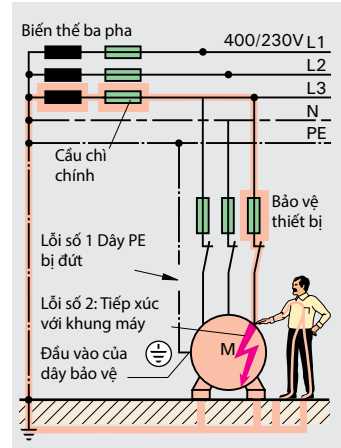 Biến thế ba pha
400/230V L1
L2
L3
N
PE
Cầu chì
chính
Bảo vệ
thiết bị
Lỗi số 1 Dây PE
bị đứt
Lỗi số 2: Tiếp xúc
với khung máy
Đầu vào của
dây bảo vệ
M